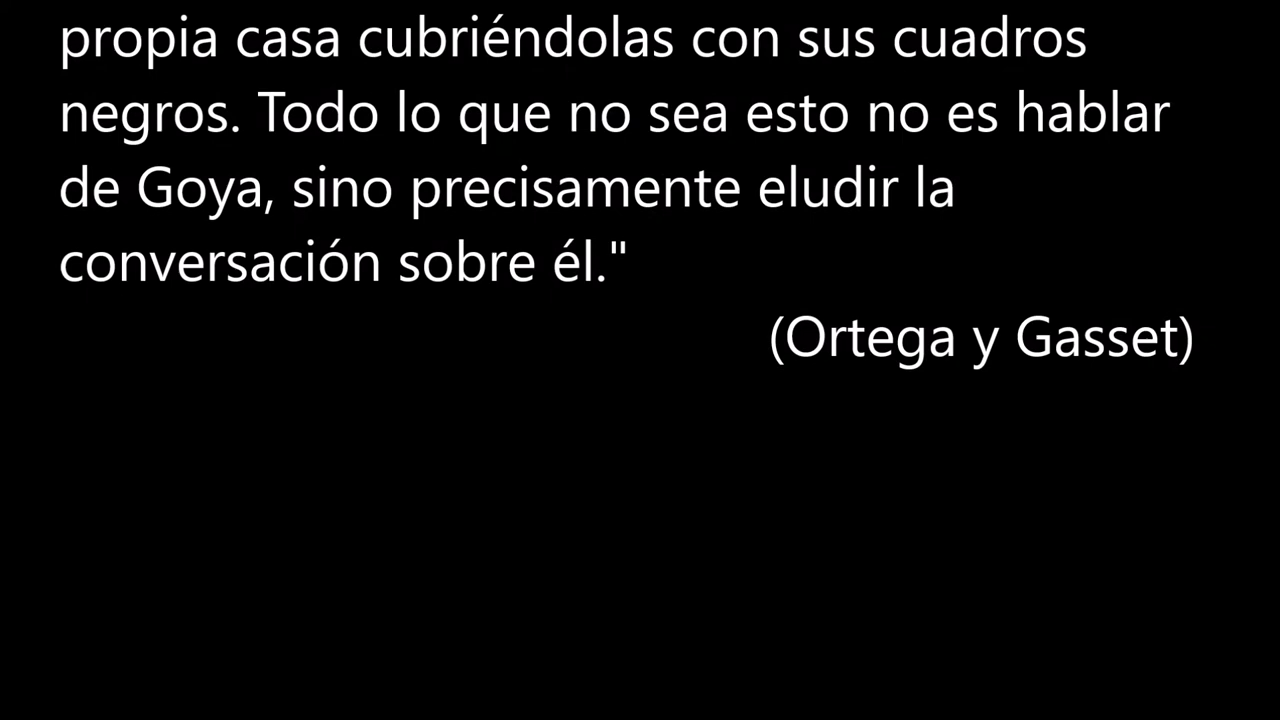 propia casa cubriéndolas con sus cuadros
negros. Todo lo que no sea esto no es hablar
de Goya, sino precisamente eludir la
conversación sobre él."
(Ortega y Gasset)